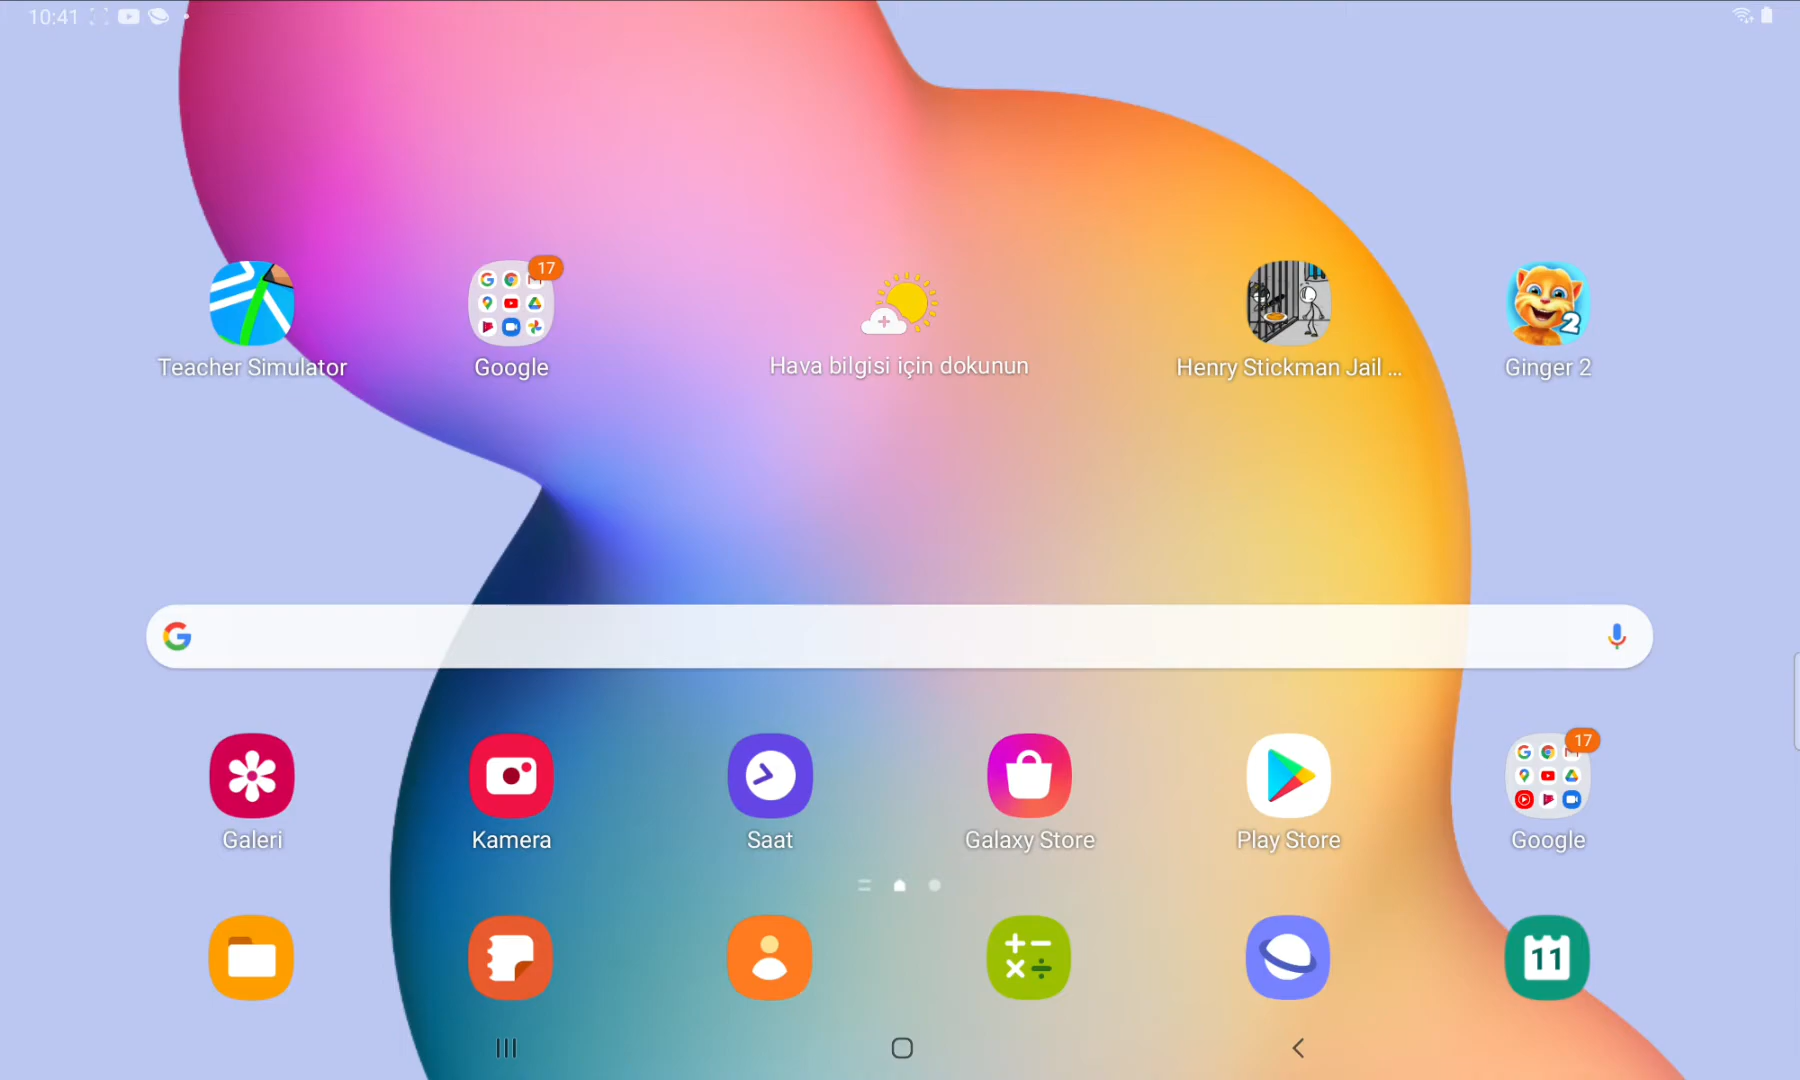 10:41
17
Teacher Simulator
Google
Hava bilgisi için dokunun
Henry Stickman Jail ...
2
Ginger 2
17
Galeri
Kamera
Saat
Galaxy Store
Play Store
Google
11